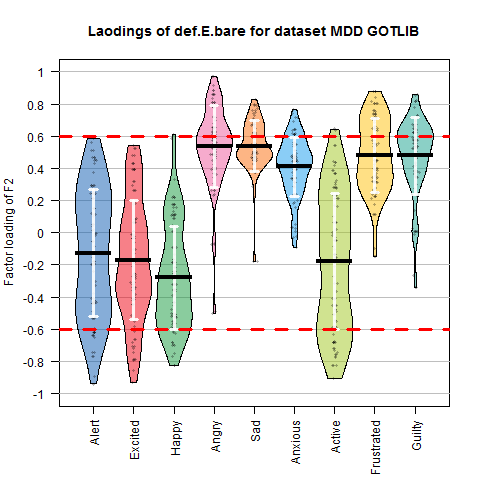 Laodings of def.E.bare for dataset MDD GOTLIB
Factor loading of F2
1
0.8
0.6
0.4
0.2
0
-0.2
-0.4
-0.6
-0.8
-1
Alert
Excited
Happy
Angry
Sad
Anxious
Active
Frustrated
Guilty